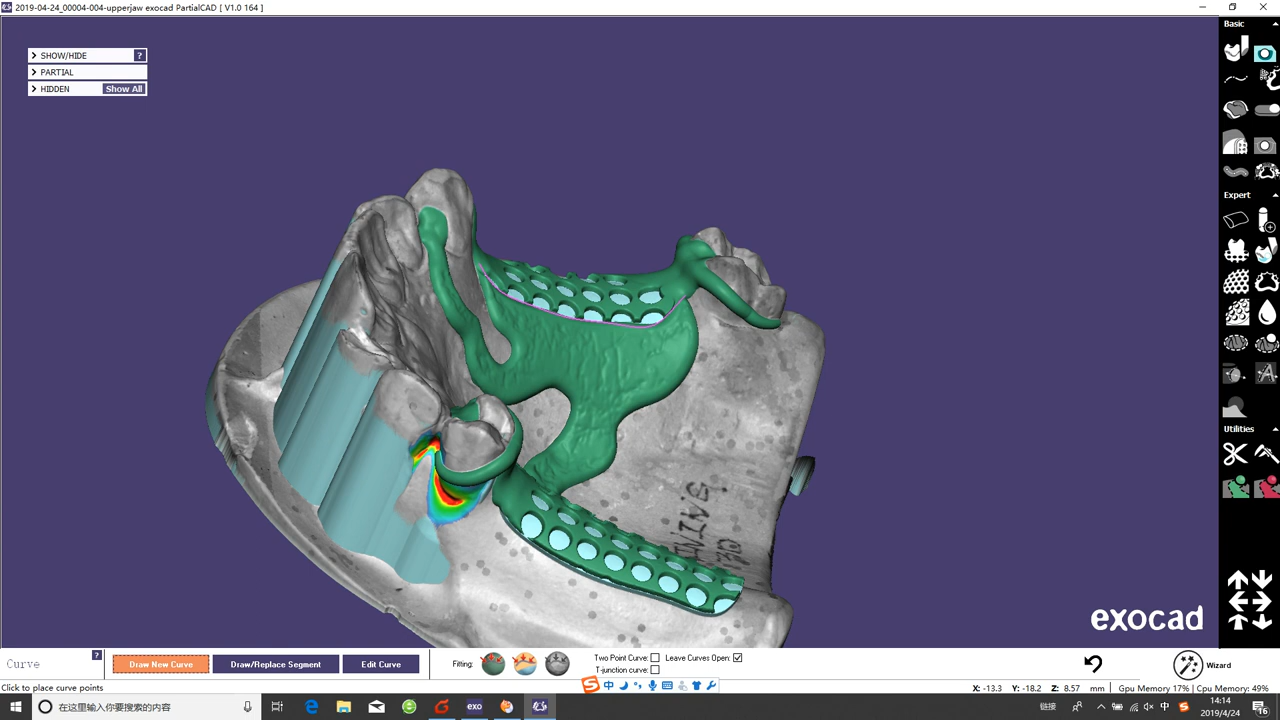 2019-04-24_00004-004-upperjaw exocad PartialCAD [ V1.0 164 ]
SHOW/HIDE ?
PARTIAL
HIDDEN Show All
Basic
Expert
Utilities
exocad
Curve ?
Draw New Curve
Draw/Replace Segment
Edit Curve
Fitting:
Two Point Curve:
Leave Curves Open:
T-junction curve:
Wizard
Click to place curve points
中
X: -13.3 Y: -18.2 Z: 8.57 mm
Gpu Memory 17% | Cpu Memory 49%
在这里输入你要搜索的内容
exo
链接
中
14:14
2019/4/24
16